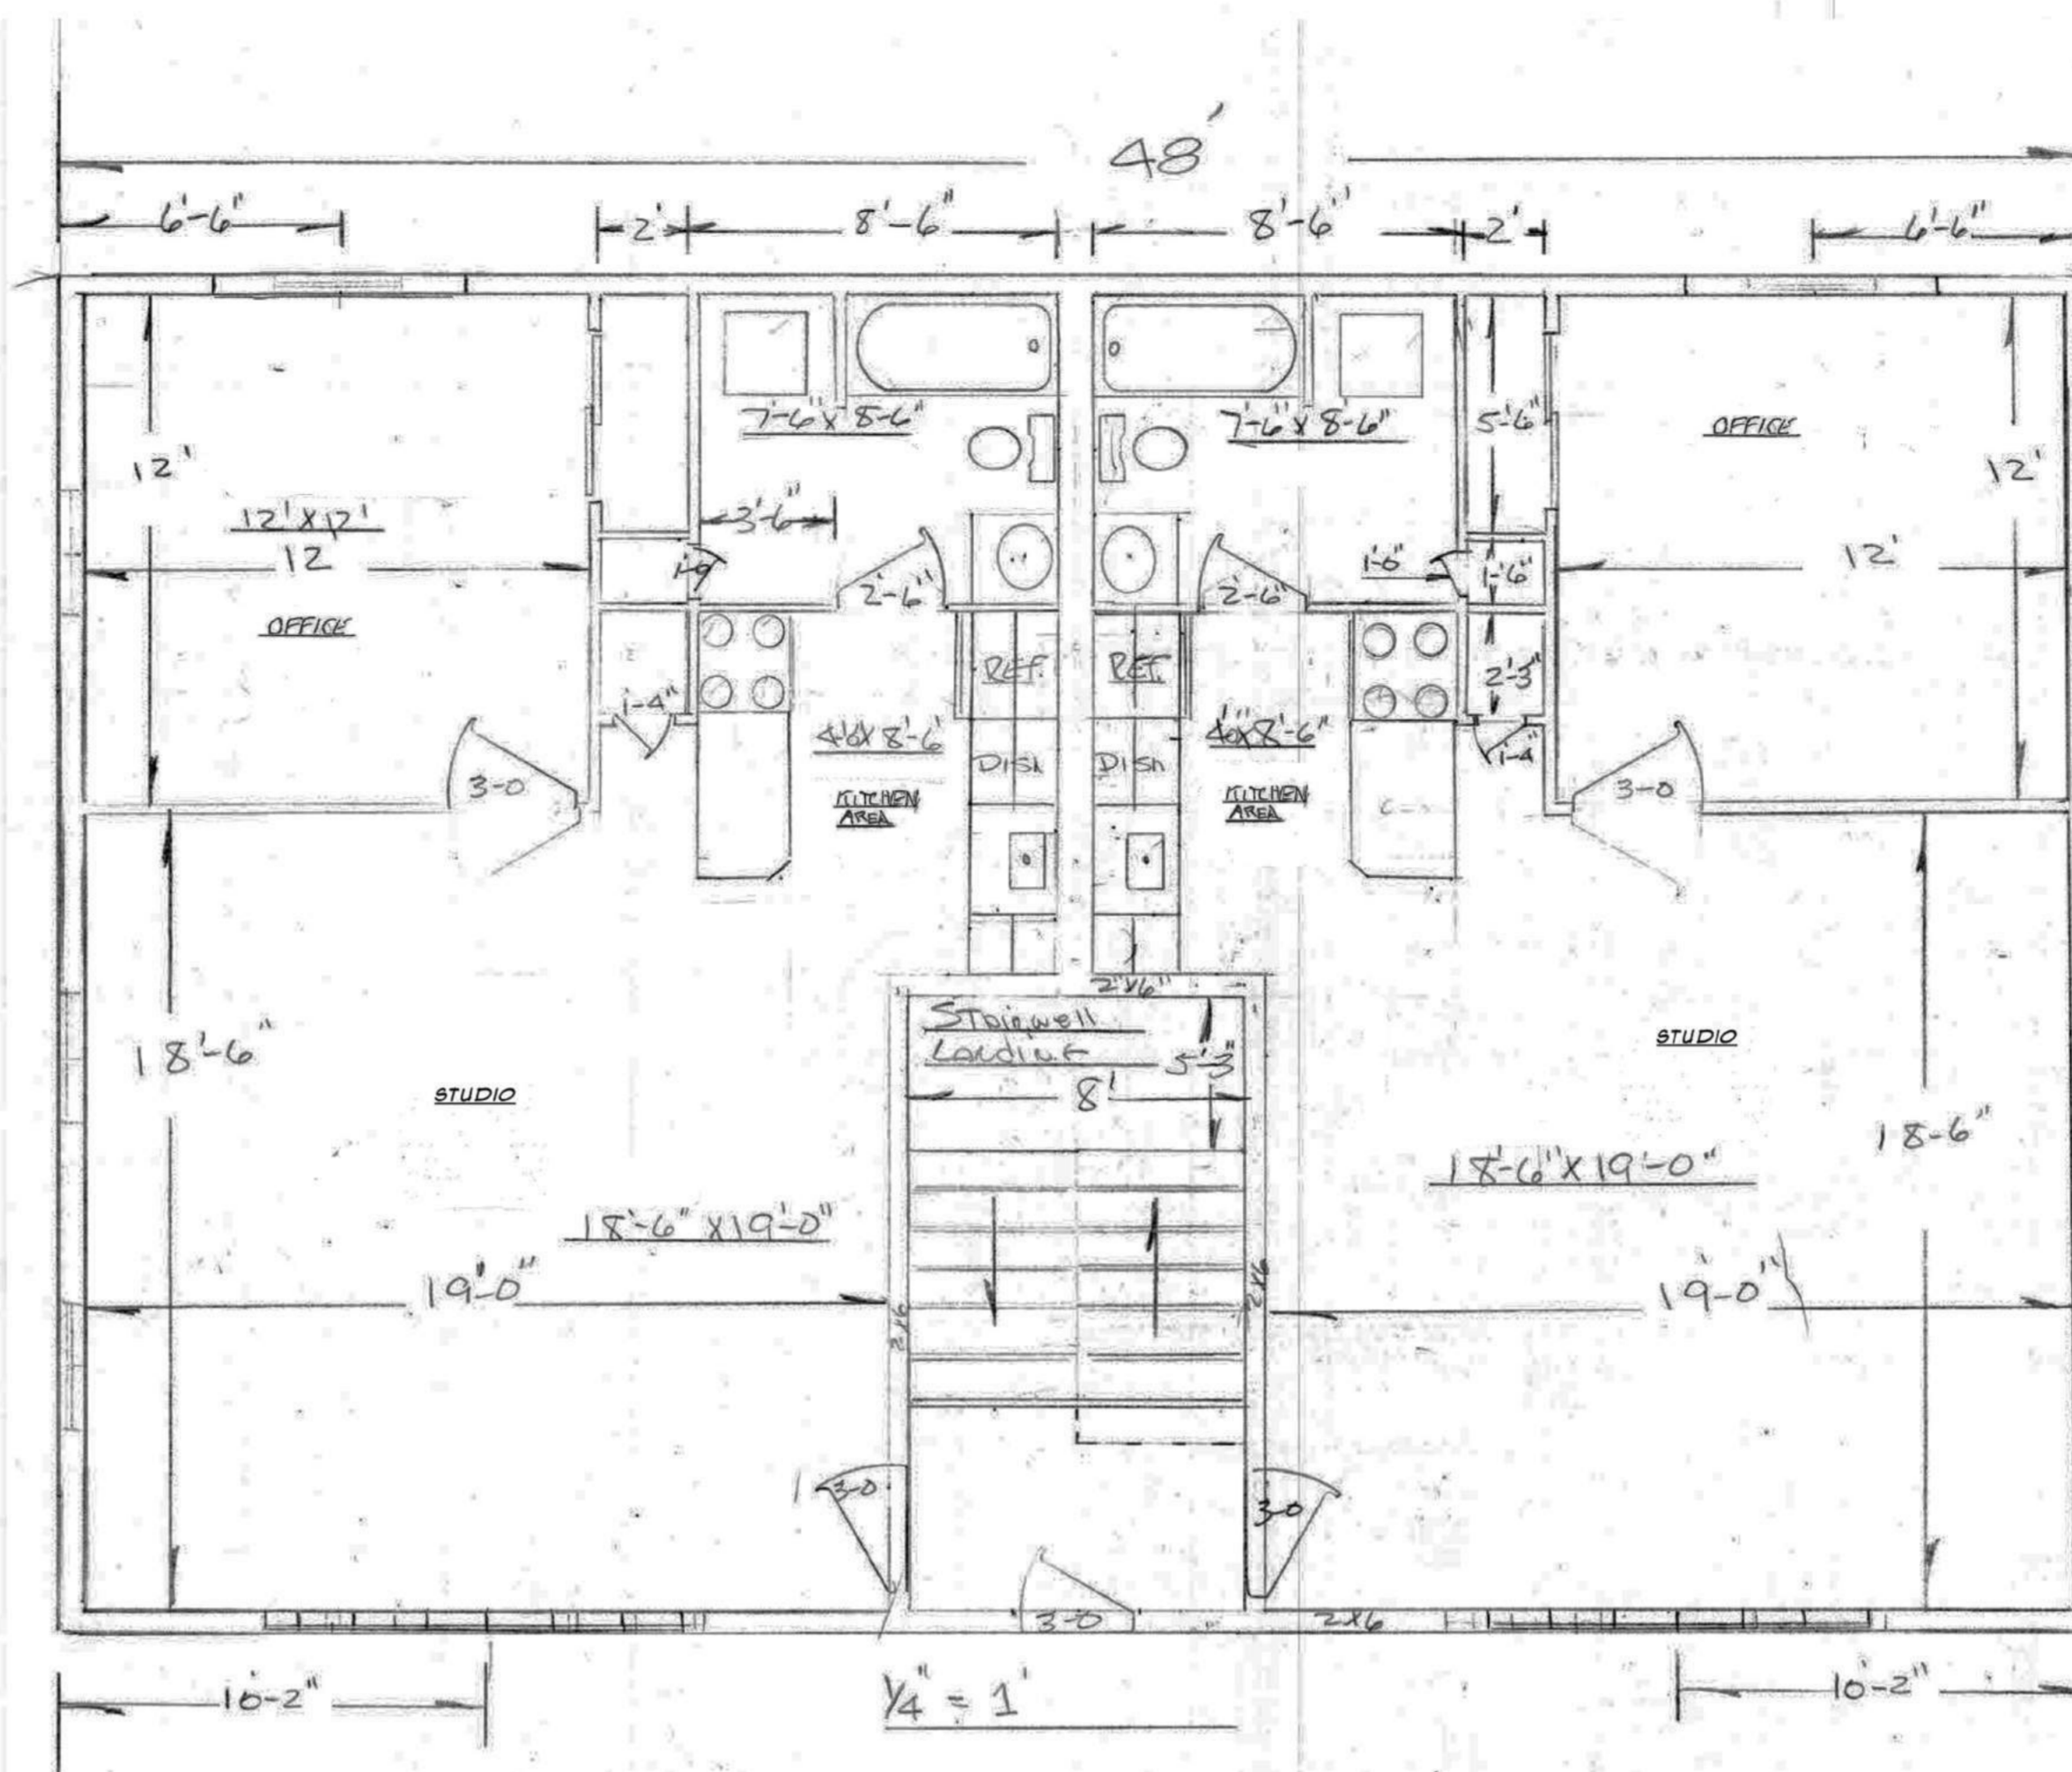 48'
6'-6"
2'
8'-6"
8'-6"
2'
6'-6"
12'
12'X12'
12
OFFICE
7'-6" X 8'-6"
3'-6"
2'-6"
1'-4"
3-0
REF.
DISH
4'6X 8'-6"
KITCHEN
AREA
7'-6" X 8'-6"
2'-6"
1'-6"
5'-6"
1'-6"
2'-3"
1'-4"
REF.
DISH
8'-6"
KITCHEN
AREA
OFFICE
12'
12'
3-0
18'-6"
STUDIO
18'-6" X 19'-0"
19'-0"
2"X6"
Stairwell
Landing
5'-3"
8'
2X6
2X6
STUDIO
18'-6" X 19'-0"
18-6"
19'-0"
3-0
3-0
3-0
2X6
10'-2"
1/4" = 1'
10'-2"